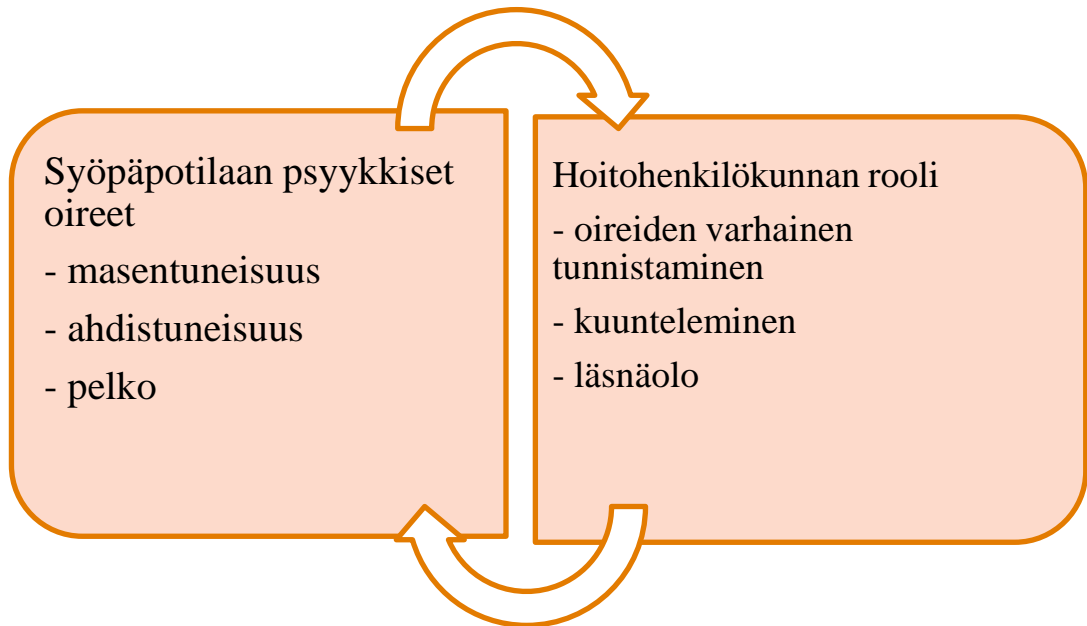 Syöpäpotilaan psyykkiset
oireet
- masentuneisuus
- ahdistuneisuus
- pelko
Hoitohenkilökunnan rooli
- oireiden varhainen
tunnistaminen
- kuunteleminen
- läsnäolo